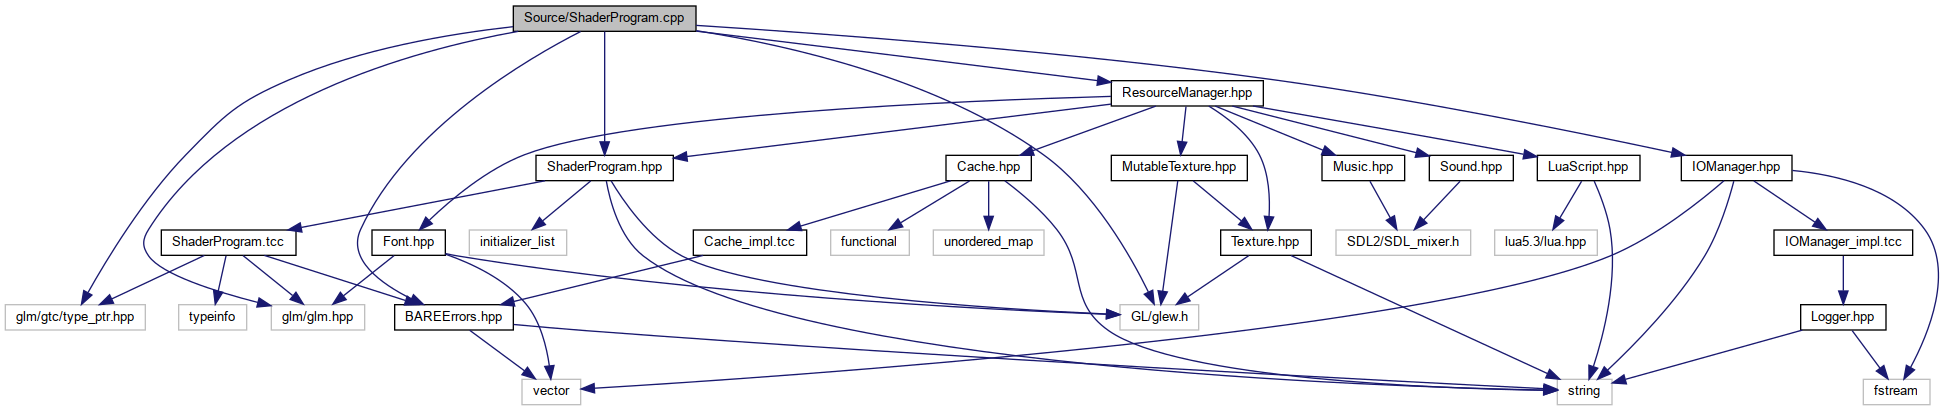 Source/ShaderProgram.cpp
ResourceManager.hpp
ShaderProgram.hpp
Cache.hpp
MutableTexture.hpp
Music.hpp
Sound.hpp
LuaScript.hpp
IOManager.hpp
ShaderProgram.tcc
Font.hpp
initializer_list
Cache_impl.tcc
functional
unordered_map
Texture.hpp
SDL2/SDL_mixer.h
lua5.3/lua.hpp
IOManager_impl.tcc
glm/gtc/type_ptr.hpp
typeinfo
glm/glm.hpp
BAREErrors.hpp
GL/glew.h
Logger.hpp
vector
string
fstream